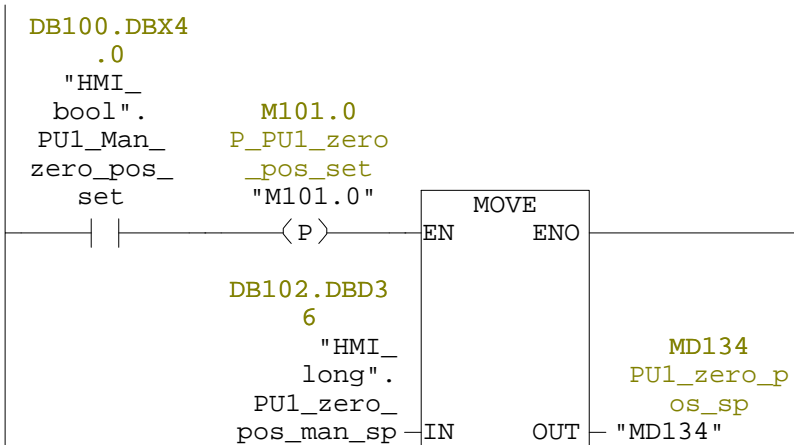 DB100.DBX4
.0
"HMI_
bool".
PU1_Man_
zero_pos_
set
M101.0
P_PU1_zero
_pos_set
"M101.0"
P
MOVE
EN
ENO
DB102.DBD3
6
"HMI_
long".
PU1_zero_
pos_man_sp
IN
OUT
MD134
PU1_zero_p
os_sp
"MD134"